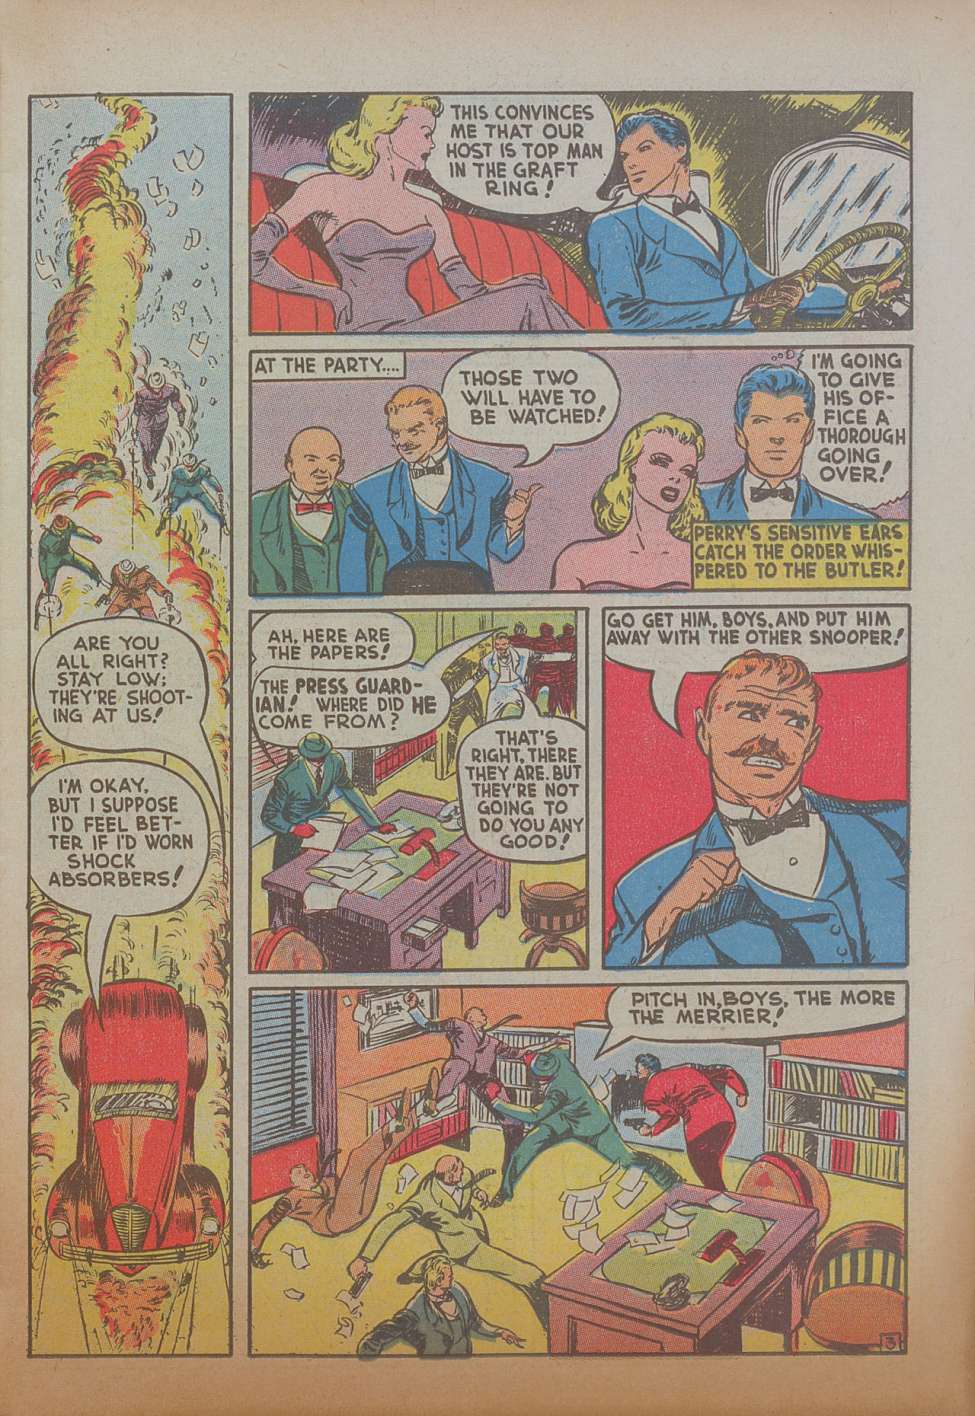 ARE YOU
ALL RIGHT?
STAY LOW;
THEY'RE SHOOT-
ING AT US!
I'M OKAY,
BUT I SUPPOSE
I'D FEEL BET-
TER IF I'D WORN
SHOCK
ABSORBERS!
THIS CONVINCES
ME THAT OUR
HOST IS TOP MAN
IN THE GRAFT
RING!
AT THE PARTY....
THOSE TWO
WILL HAVE TO
BE WATCHED!
I'M GOING
TO GIVE
HIS OF-
FICE A
THOROUGH
GOING
OVER!
PERRY'S SENSITIVE EARS
CATCH THE ORDER WHIS-
PERED TO THE BUTLER!
AH, HERE ARE
THE PAPERS!
THE PRESS GUARD-
IAN! WHERE DID HE
COME FROM?
THAT'S
RIGHT, THERE
THEY ARE. BUT
THEY'RE NOT
GOING TO
DO YOU ANY
GOOD!
GO GET HIM, BOYS, AND PUT HIM
AWAY WITH THE OTHER SNOOPER!
PITCH IN, BOYS, THE MORE
THE MERRIER!
3